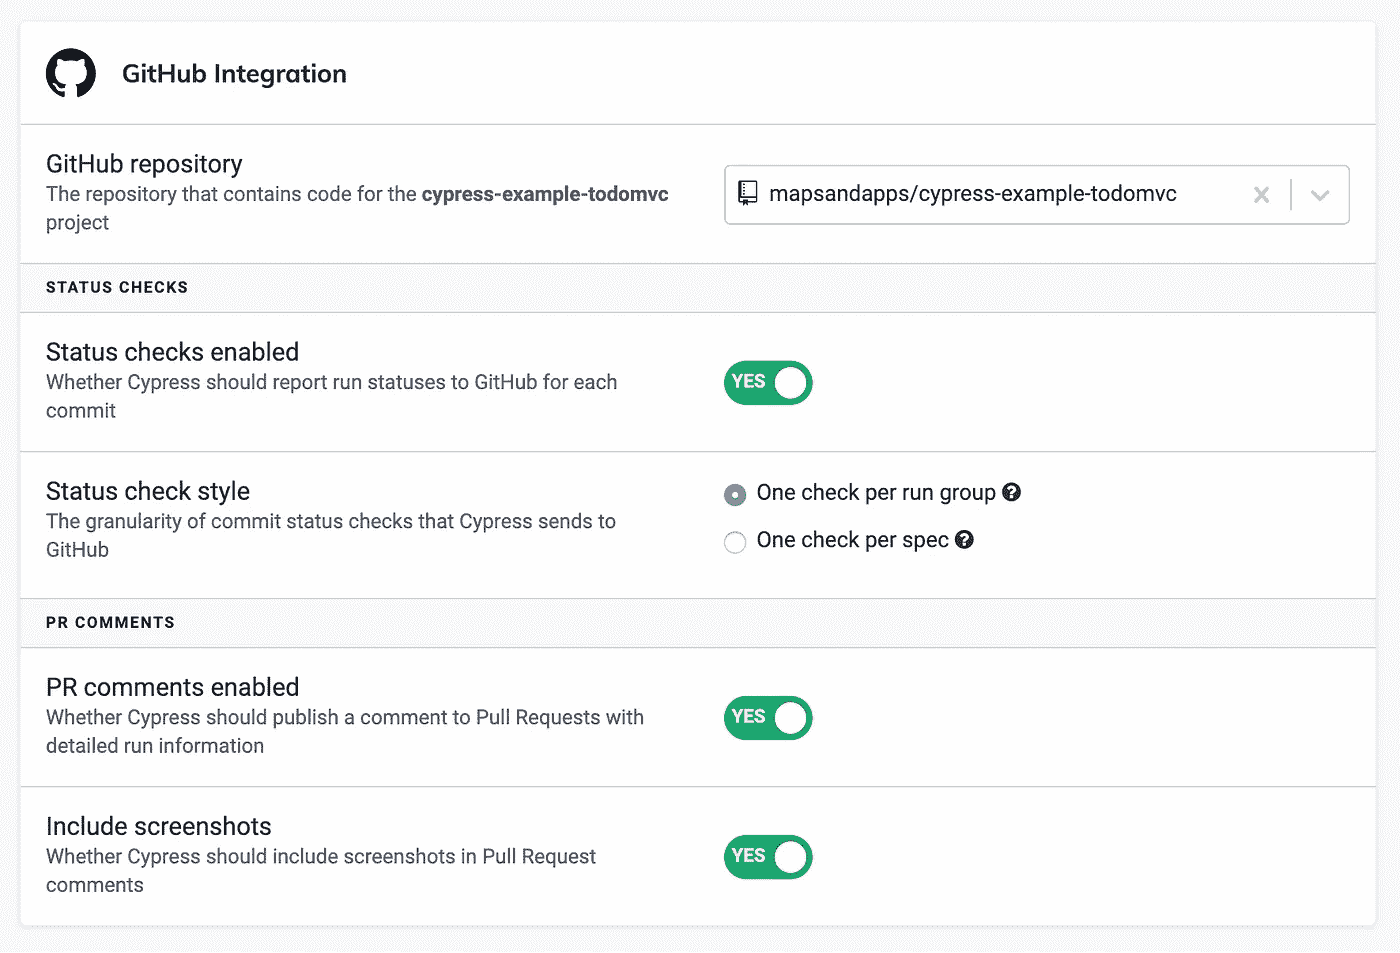 GitHub Integration
GitHub repository
The repository that contains code for the cypress-example-todomvc
project
mapsandapps/cypress-example-todomvc
STATUS CHECKS
Status checks enabled
Whether Cypress should report run statuses to GitHub for each
commit
YES
Status check style
The granularity of commit status checks that Cypress sends to
GitHub
One check per run group
One check per spec
PR COMMENTS
PR comments enabled
Whether Cypress should publish a comment to Pull Requests with
detailed run information
YES
Include screenshots
Whether Cypress should include screenshots in Pull Request
comments
YES